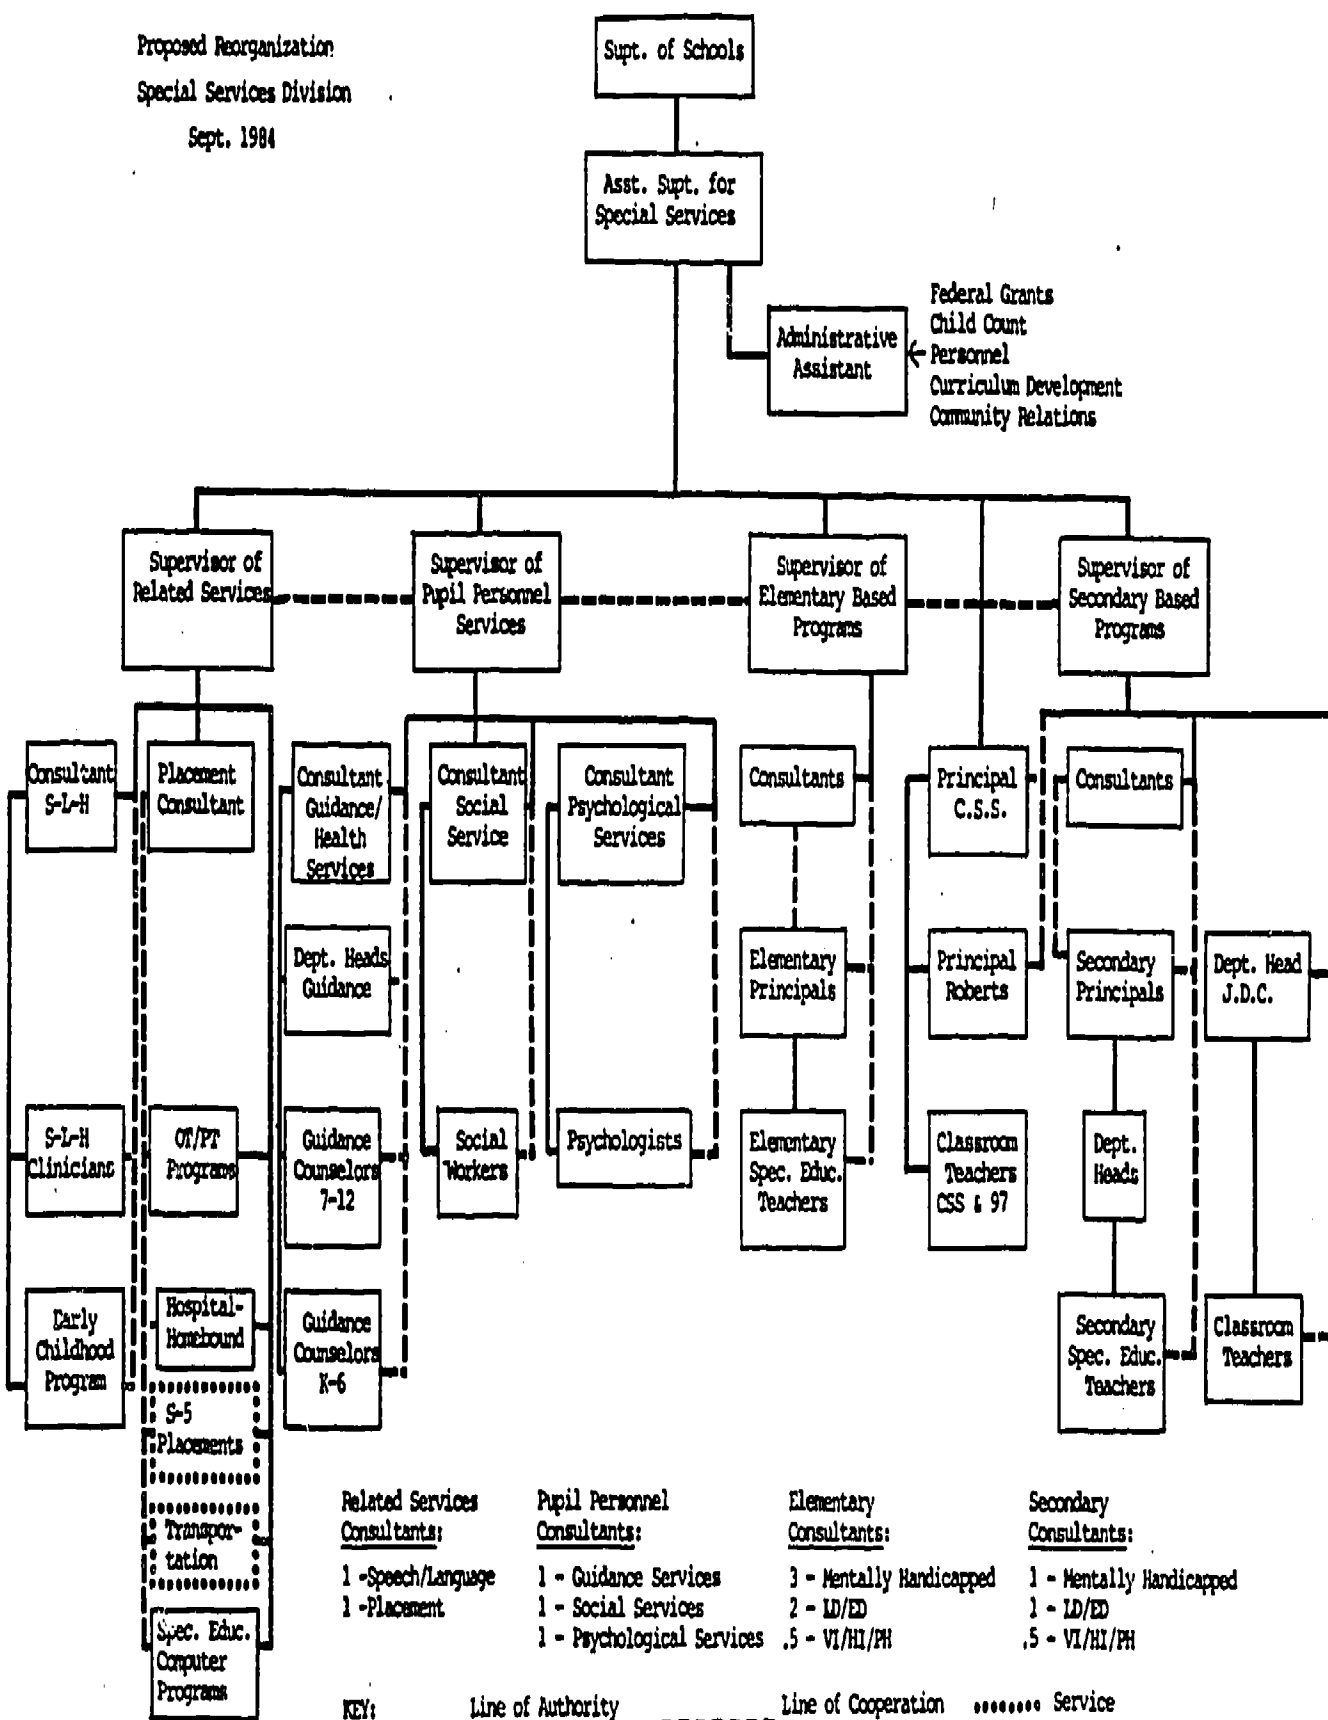 Proposed Reorganization
Special Services Division
Sept. 1984
Supt. of Schools
Asst. Supt. for
Special Services
Administrative
Assistant
Federal Grants
Child Count
Personnel
Curriculum Development
Community Relations
Supervisor of
Related Services
Supervisor of
Pupil Personnel
Services
Supervisor of
Elementary Based
Programs
Supervisor of
Secondary Based
Programs
Consultant
S-L-H
Placement
Consultant
Consultant
Guidance/
Health
Services
Consultant
Social
Service
Consultant
Psychological
Services
Consultants
Principal
C.S.S.
Consultants
Dept. Heads
Guidance
Elementary
Principals
Principal
Roberts
Secondary
Principals
Dept. Head
J.D.C.
S-L-H
Clinicians
OT/PT
Programs
Guidance
Counselors
7-12
Social
Workers
Psychologists
Elementary
Spec. Educ.
Teachers
Classroom
Teachers
CSS & 97
Dept.
Heads
Early
Childhood
Program
Hospital-
Homebound
Guidance
Counselors
K-6
Secondary
Spec. Educ.
Teachers
Classroom
Teachers
S-5
Placements
Transpor-
tation
Spec. Educ.
Computer
Programs
Related Services
Consultants:
1 -Speech/Language
1 -Placement
Pupil Personnel
Consultants:
1 - Guidance Services
1 - Social Services
1 - Psychological Services
Elementary
Consultants:
3 - Mentally Handicapped
2 - LD/ED
.5 - VI/HI/PH
Secondary
Consultants:
1 - Mentally Handicapped
1 - LD/ED
.5 - VI/HI/PH
KEY: Line of Authority Line of Cooperation Service